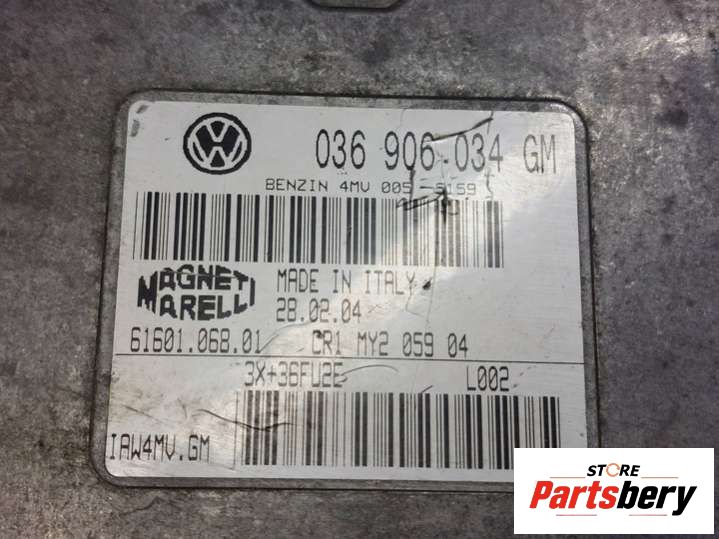 036 906.034 GM
BENZIN 4MV 005 -5159
MAGNETI MARELLI
MADE IN ITALY
28.02.04
61601.068.01 CR1 MY2 059 04
3X+36FU2E L002
IAW4MV.GM
STORE
Partsbery